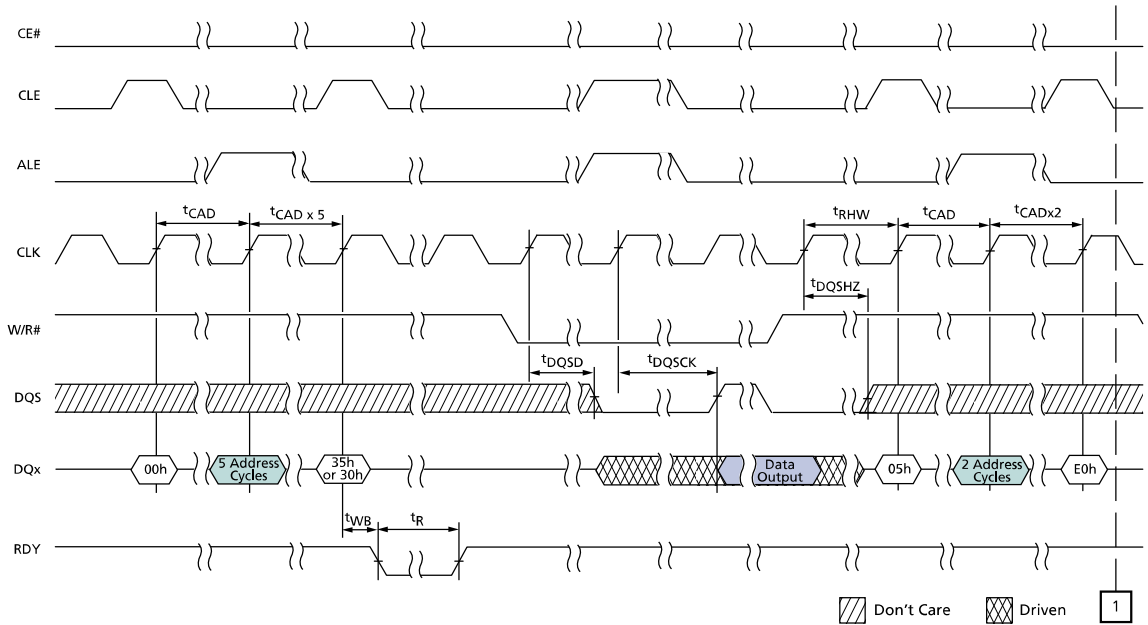 CE#
CLE
ALE
tCAD
tCAD x 5
tRHW
tCAD
tCADx2
CLK
tDQSHZ
W/R#
tDQSD
tDQSCK
DQS
DQx
00h
5 Address
Cycles
35h
or 30h
Data
Output
05h
2 Address
Cycles
E0h
tWB
tR
RDY
Don't Care
Driven
1